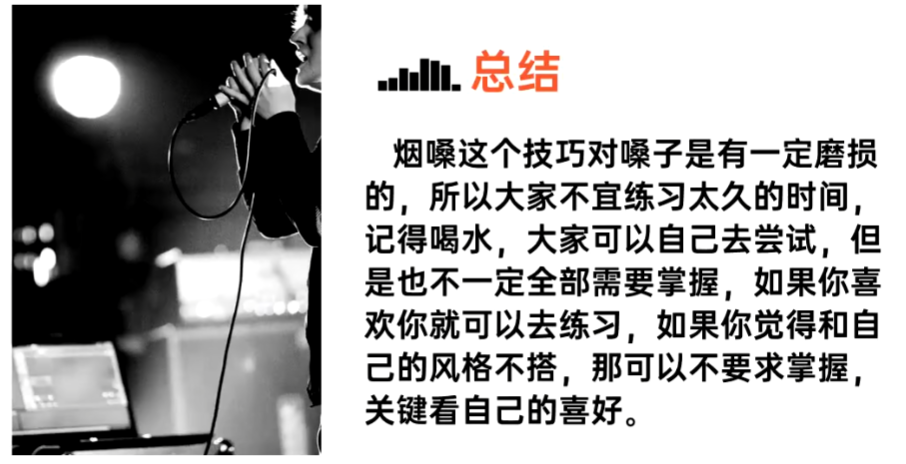 总结
烟嗓这个技巧对嗓子是有一定磨损
的，所以大家不宜练习太久的时间，
记得喝水，大家可以自己去尝试，但
是也不一定全部需要掌握，如果你喜
欢你就可以去练习，如果你觉得和自
己的风格不搭，那可以不要求掌握，
关键看自己的喜好。